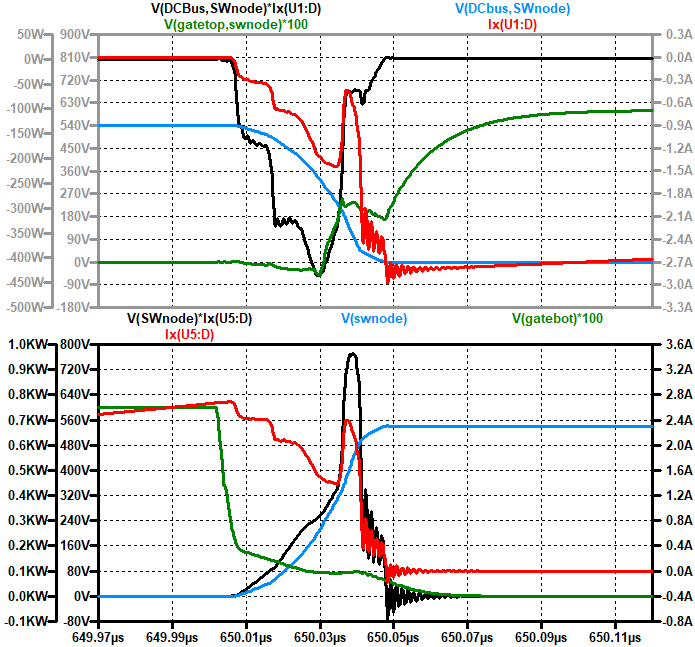 V(DCBus,SWnode)*Ix(U1:D) V(DCbus,SWnode)
V(gatetop,swnode)*100 Ix(U1:D)
50W 900V 0.3A
0W 810V 0.0A
-50W 720V -0.3A
-100W 630V -0.6A
-150W 540V -0.9A
-200W 450V -1.2A
-250W 360V -1.5A
-300W 270V -1.8A
-350W 180V -2.1A
-400W 90V -2.4A
-450W 0V -2.7A
-500W -90V -3.0A
-180V -3.3A
V(SWnode)*Ix(U5:D) V(swnode) V(gatebot)*100
Ix(U5:D)
1.0KW 800V 3.6A
0.9KW 720V 3.2A
0.8KW 640V 2.8A
0.7KW 560V 2.4A
0.6KW 480V 2.0A
0.5KW 400V 1.6A
0.4KW 320V 1.2A
0.3KW 240V 0.8A
0.2KW 160V 0.4A
0.1KW 80V 0.0A
0.0KW 0V -0.4A
-0.1KW -80V -0.8A
649.97µs 649.99µs 650.01µs 650.03µs 650.05µs 650.07µs 650.09µs 650.11µs